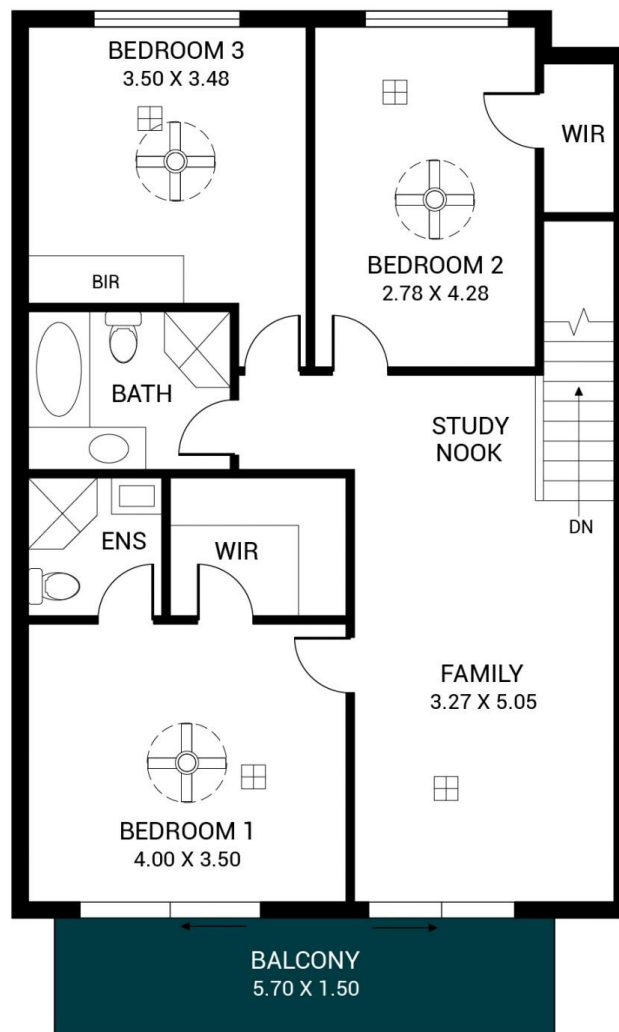 BEDROOM 3
3.50 X 3.48
WIR
BEDROOM 2
2.78 X 4.28
BIR
BATH
STUDY
NOOK
DN
ENS
WIR
FAMILY
3.27 X 5.05
BEDROOM 1
4.00 X 3.50
BALCONY
5.70 X 1.50